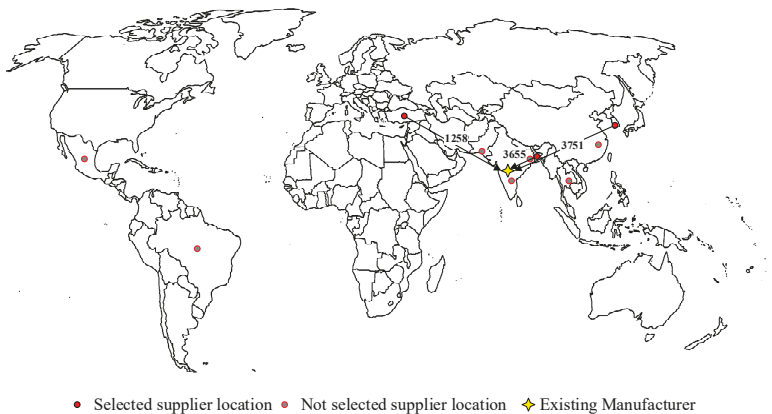 1258
3751
3655
Selected supplier location Not selected supplier location Existing Manufacturer